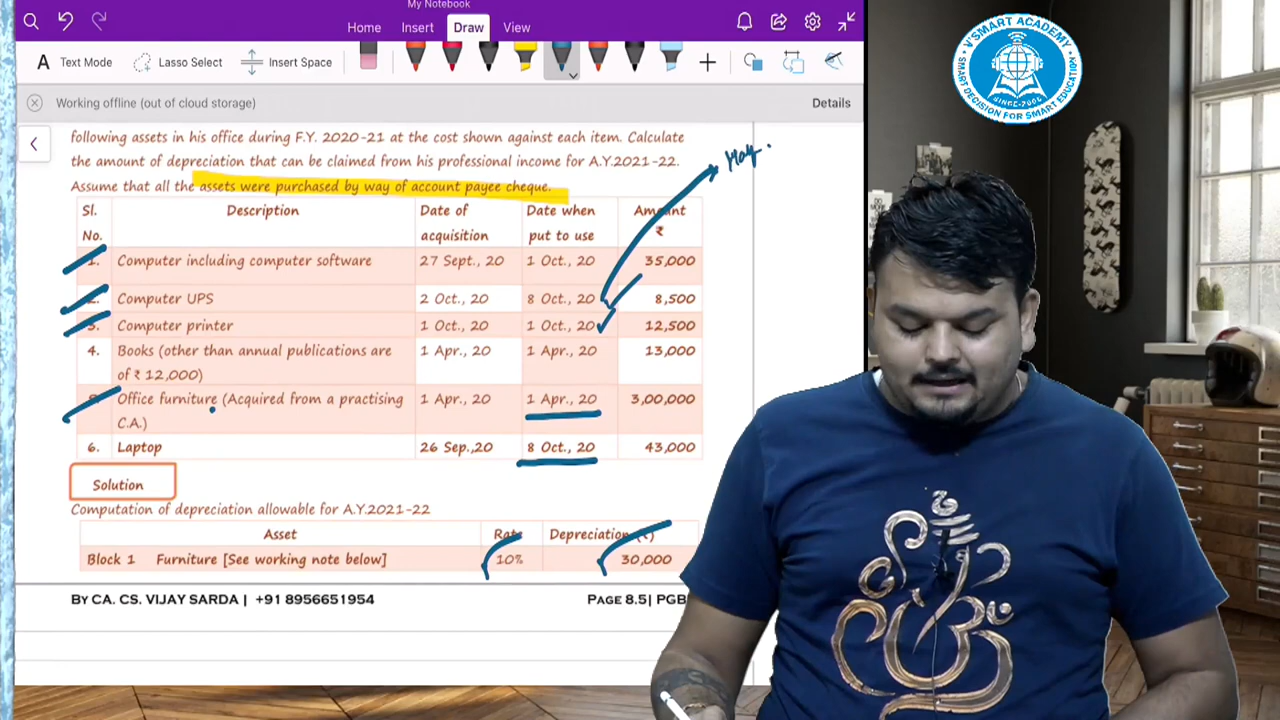 My Notebook
Home Insert Draw View
Text Mode Lasso Select Insert Space
Working offline (out of cloud storage) Details
following assets in his office during F.Y. 2020-21 at the cost shown against each item. Calculate
the amount of depreciation that can be claimed from his professional income for A.Y.2021-22.
Assume that all the assets were purchased by way of account payee cheque.
Sl. No. Description Date of acquisition Date when put to use Amount ₹
1. Computer including computer software 27 Sept., 20 1 Oct., 20 35,000
2. Computer UPS 2 Oct., 20 8 Oct., 20 8,500
3. Computer printer 1 Oct., 20 1 Oct., 20 12,500
4. Books (other than annual publications are of ₹ 12,000) 1 Apr., 20 1 Apr., 20 13,000
5. Office furniture (Acquired from a practising C.A.) 1 Apr., 20 1 Apr., 20 3,00,000
6. Laptop 26 Sep.,20 8 Oct., 20 43,000
Solution
Computation of depreciation allowable for A.Y.2021-22
Asset Rate Depreciation (₹)
Block 1 Furniture [See working note below] 10% 30,000
BY CA. CS. VIJAY SARDA | +91 8956651954 PAGE 8.5| PGB
V'SMART ACADEMY
SINCE-2006
SMART DECISION FOR SMART EDUCATION